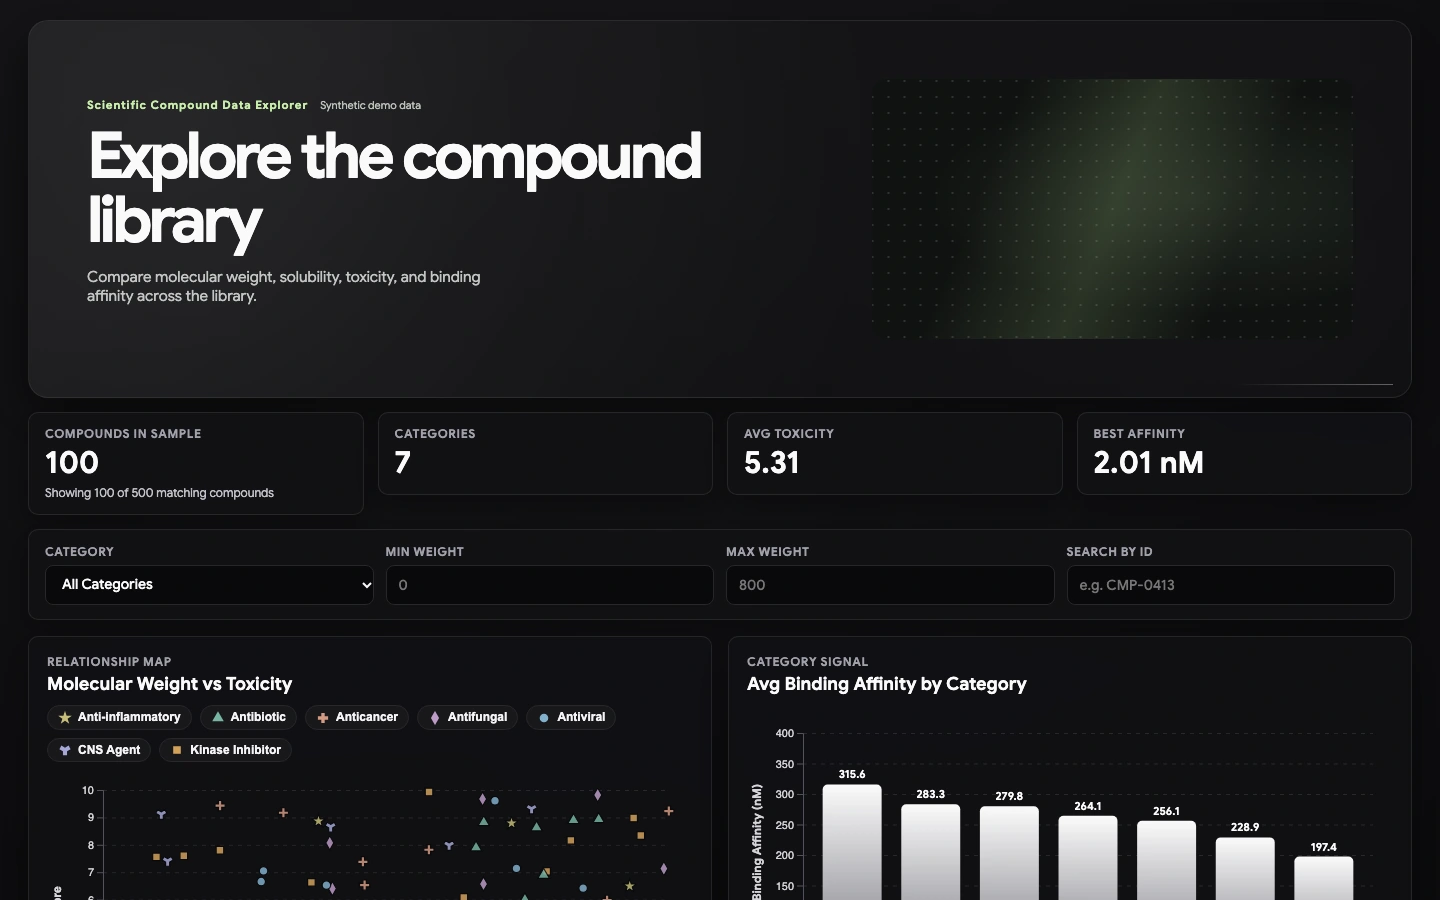 Scientific Compound Data Explorer Synthetic demo data
Explore the compound
library
Compare molecular weight, solubility, toxicity, and binding
affinity across the library.
COMPOUNDS IN SAMPLE
100
Showing 100 of 500 matching compounds
CATEGORIES
7
AVG TOXICITY
5.31
BEST AFFINITY
2.01 nM
CATEGORY
All Categories
MIN WEIGHT
0
MAX WEIGHT
800
SEARCH BY ID
e.g. CMP-0413
RELATIONSHIP MAP
Molecular Weight vs Toxicity
Anti-inflammatory Antibiotic Anticancer Antifungal Antiviral
CNS Agent Kinase Inhibitor
10
9
8
7
CATEGORY SIGNAL
Avg Binding Affinity by Category
Binding Affinity (nM)
400
350
300
250
200
150
315.6
283.3
279.8
264.1
256.1
228.9
197.4